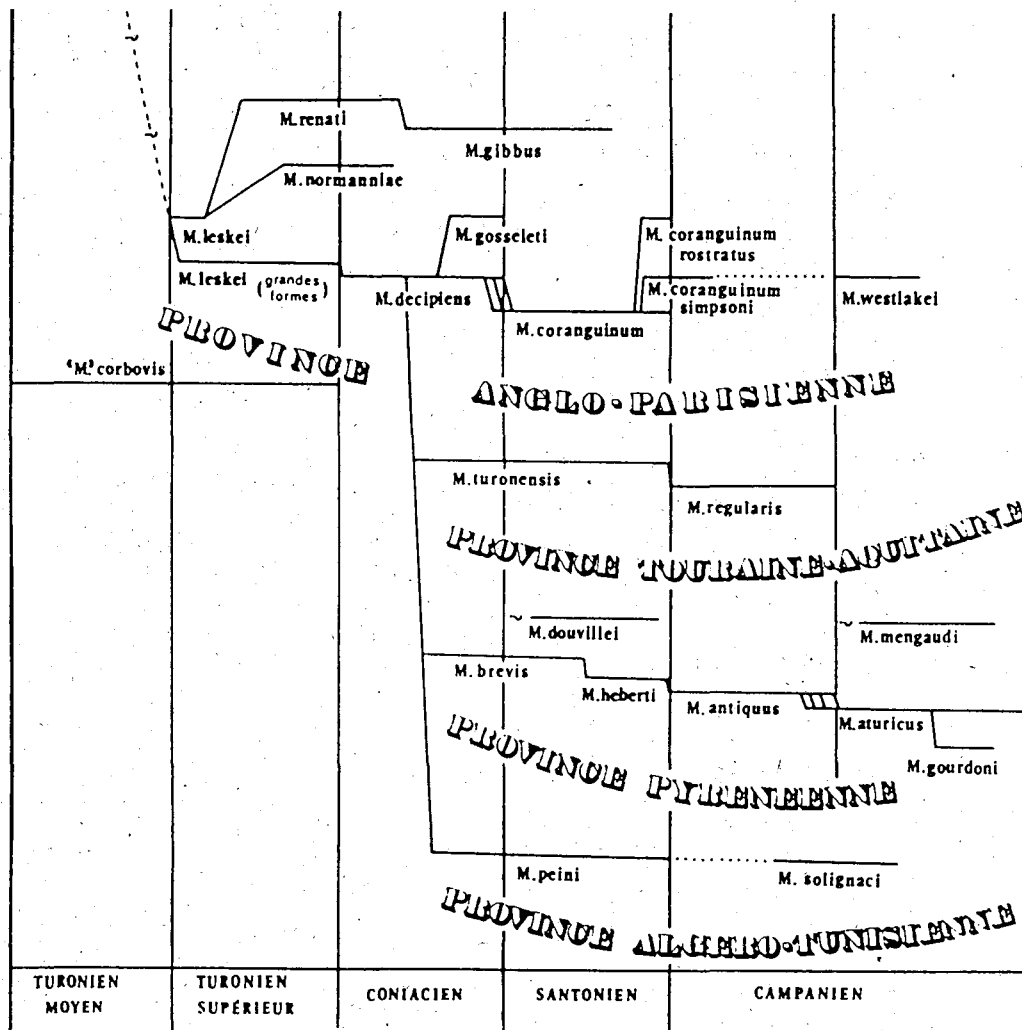 M. renati
M. gibbus
M. normanniae
M. leskei
M. gosseleti
M. coranguinum
rostratus
M. leskei (grandes formes)
M. decipiens
M. coranguinum
simpsoni
M. westlakei
M. coranguinum
PROVINCE
ANGLO-PARISIENNE
‘M.’ corbovis
M. turonensis
M. regularis
PROVINCE TOURAINE-AQUITAINE
M. douvillei
M. mengaudi
M. brevis
M. heberti
M. antiquus
M. aturicus
M. gourdoni
PROVINCE PYRENEENNE
M. peini
M. solignaci
PROVINCE ALGERO-TUNISIENNE
TURONIEN
MOYEN
TURONIEN
SUPÉRIEUR
CONIACIEN
SANTONIEN
CAMPANIEN